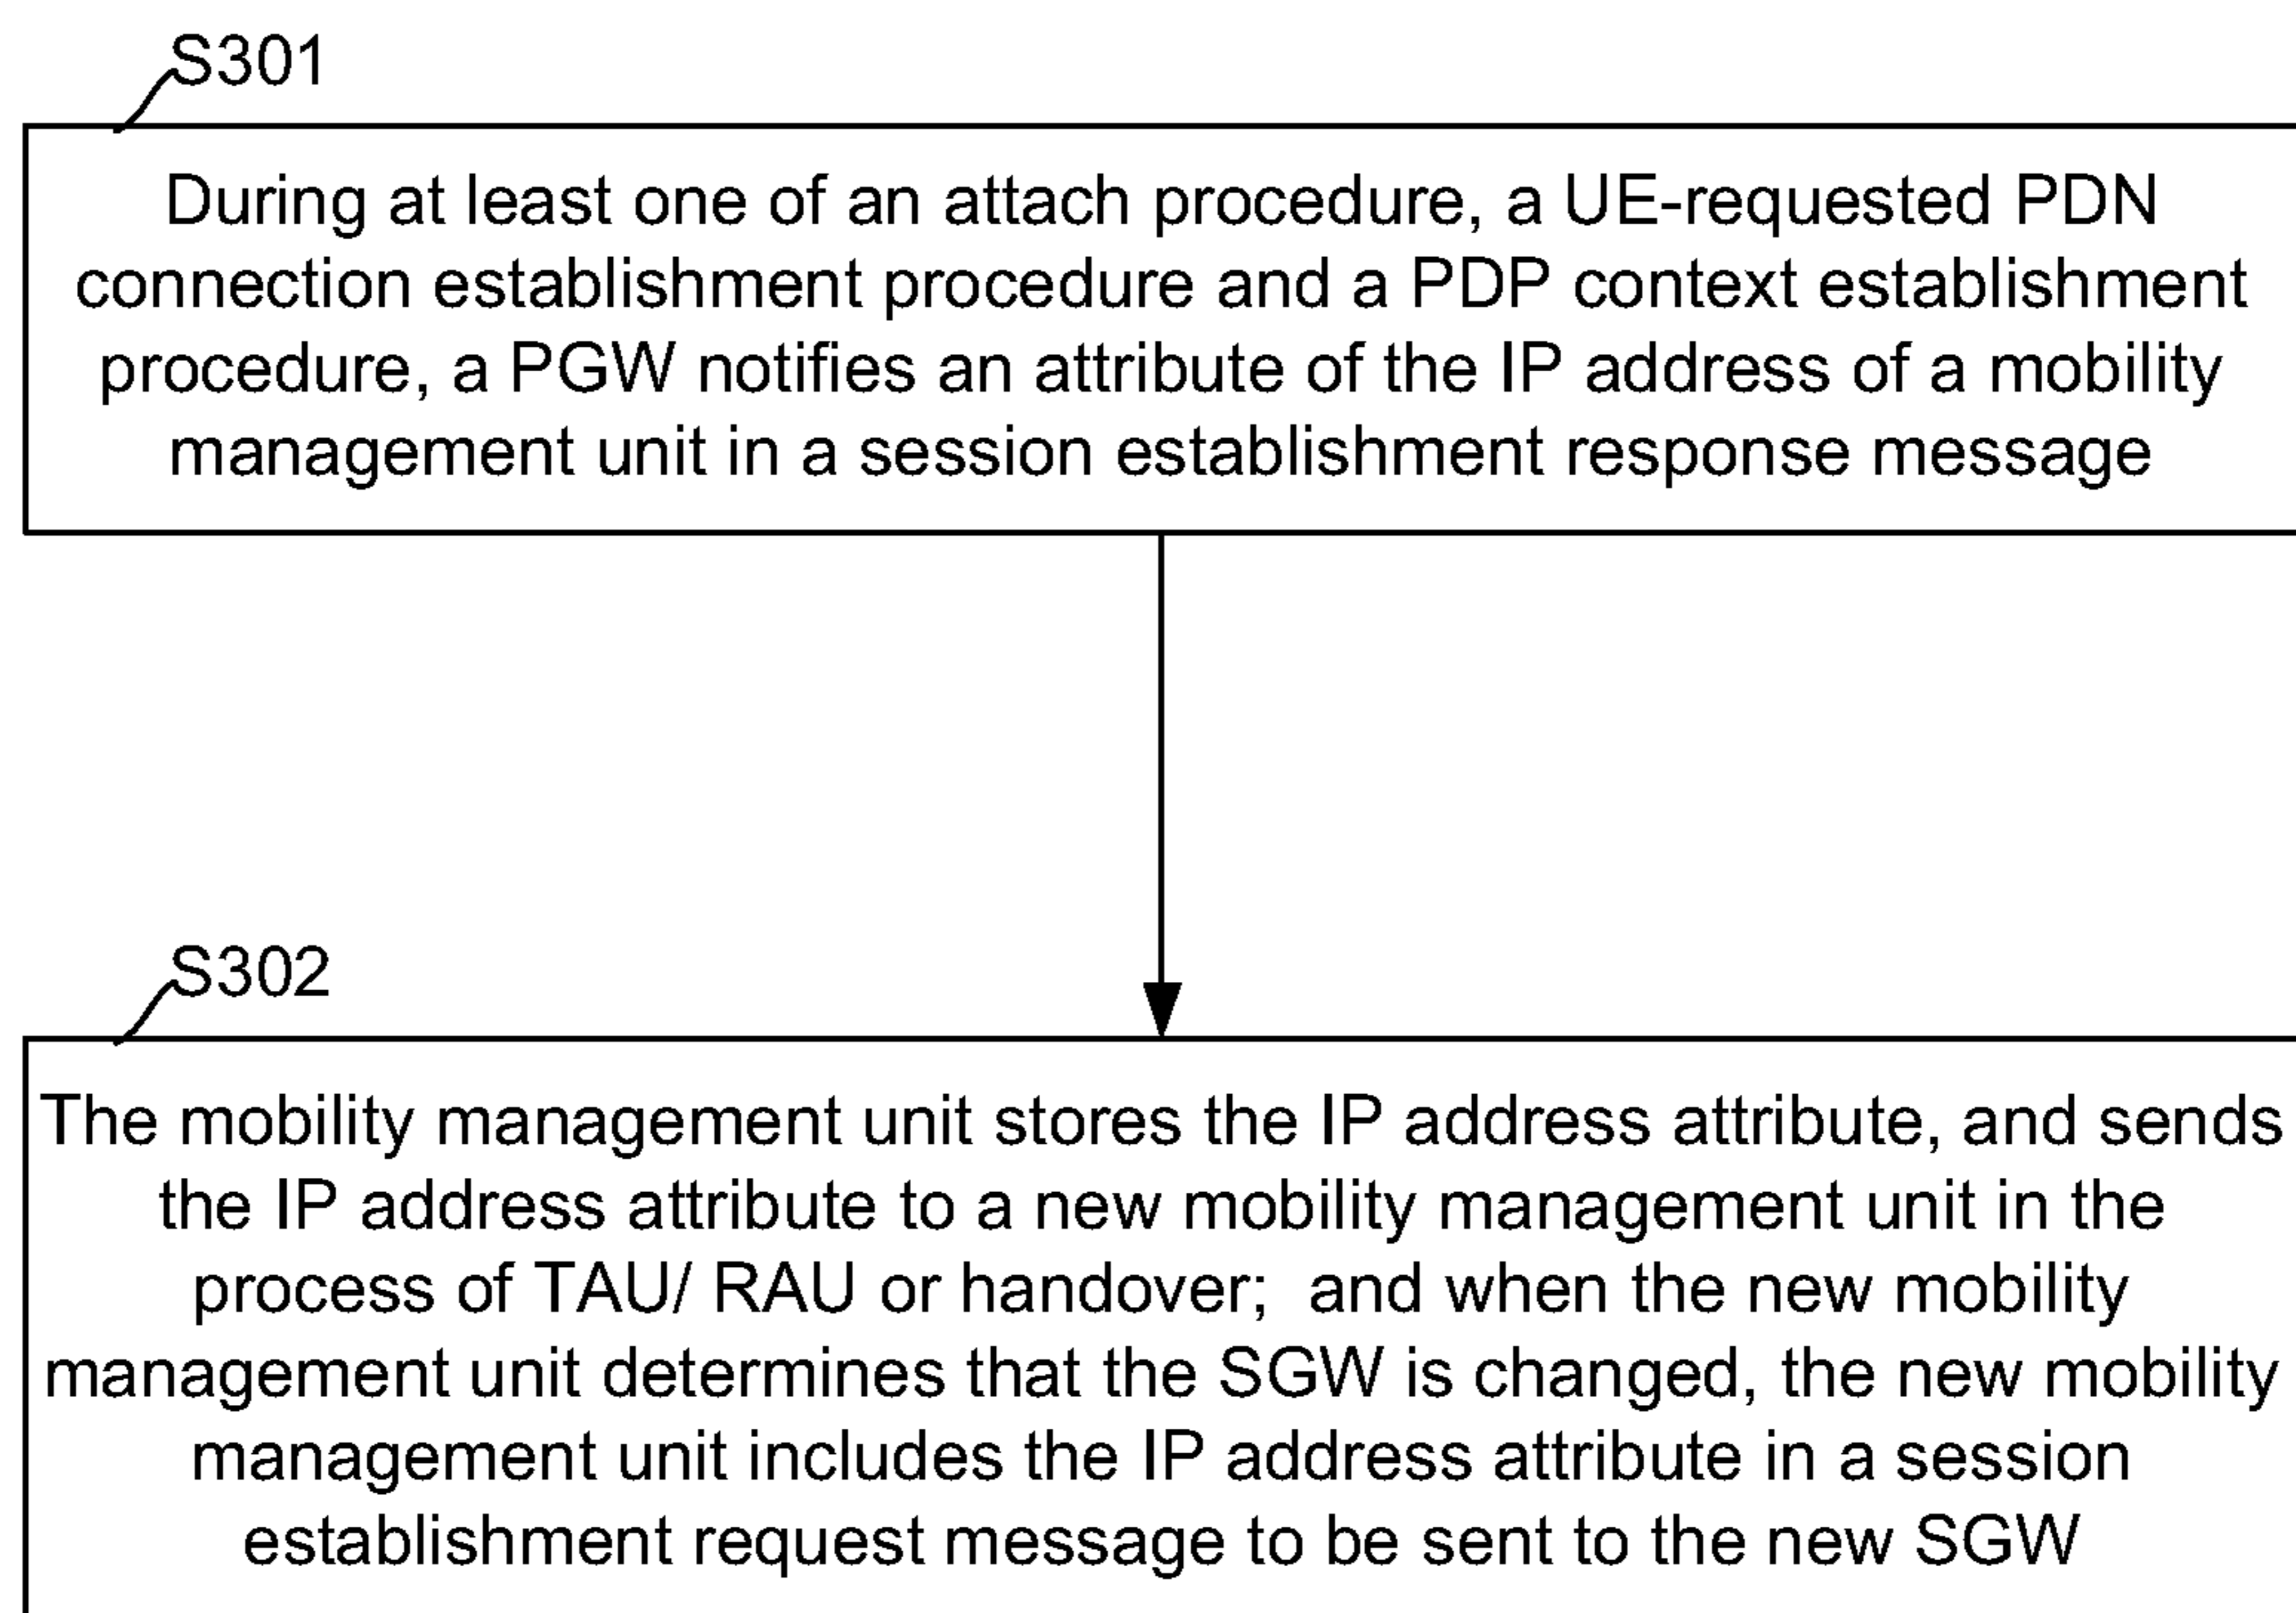 S301
During at least one of an attach procedure, a UE-requested PDN
connection establishment procedure and a PDP context establishment
procedure, a PGW notifies an attribute of the IP address of a mobility
management unit in a session establishment response message
S302
The mobility management unit stores the IP address attribute, and sends
the IP address attribute to a new mobility management unit in the
process of TAU/ RAU or handover;  and when the new mobility
management unit determines that the SGW is changed, the new mobility
management unit includes the IP address attribute in a session
establishment request message to be sent to the new SGW